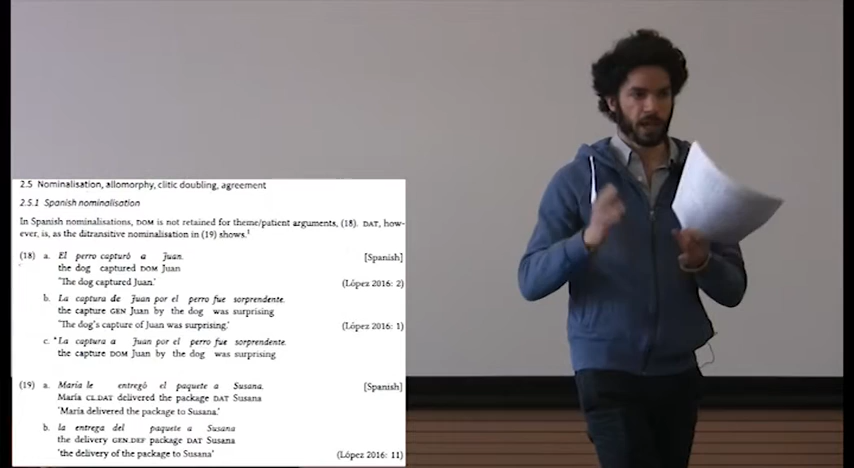 2.5 Nominalisation, allomorphy, clitic doubling, agreement
2.5.1 Spanish nominalisation
In Spanish nominalisations, DOM is not retained for theme/patient arguments, (18). DAT, how-
ever, is, as the ditransitive nominalisation in (19) shows.¹
(18) a. El perro capturó a Juan. [Spanish]
the dog captured DOM Juan
'The dog captured Juan.' (López 2016: 2)
b. La captura de Juan por el perro fue sorprendente.
the capture GEN Juan by the dog was surprising
'The dog's capture of Juan was surprising.' (López 2016: 1)
c. *La captura a Juan por el perro fue sorprendente.
the capture DOM Juan by the dog was surprising
(19) a. María le entregó el paquete a Susana. [Spanish]
María CL.DAT delivered the package DAT Susana
'María delivered the package to Susana.'
b. la entrega del paquete a Susana
the delivery GEN.DEF package DAT Susana
'the delivery of the package to Susana' (López 2016: 11)